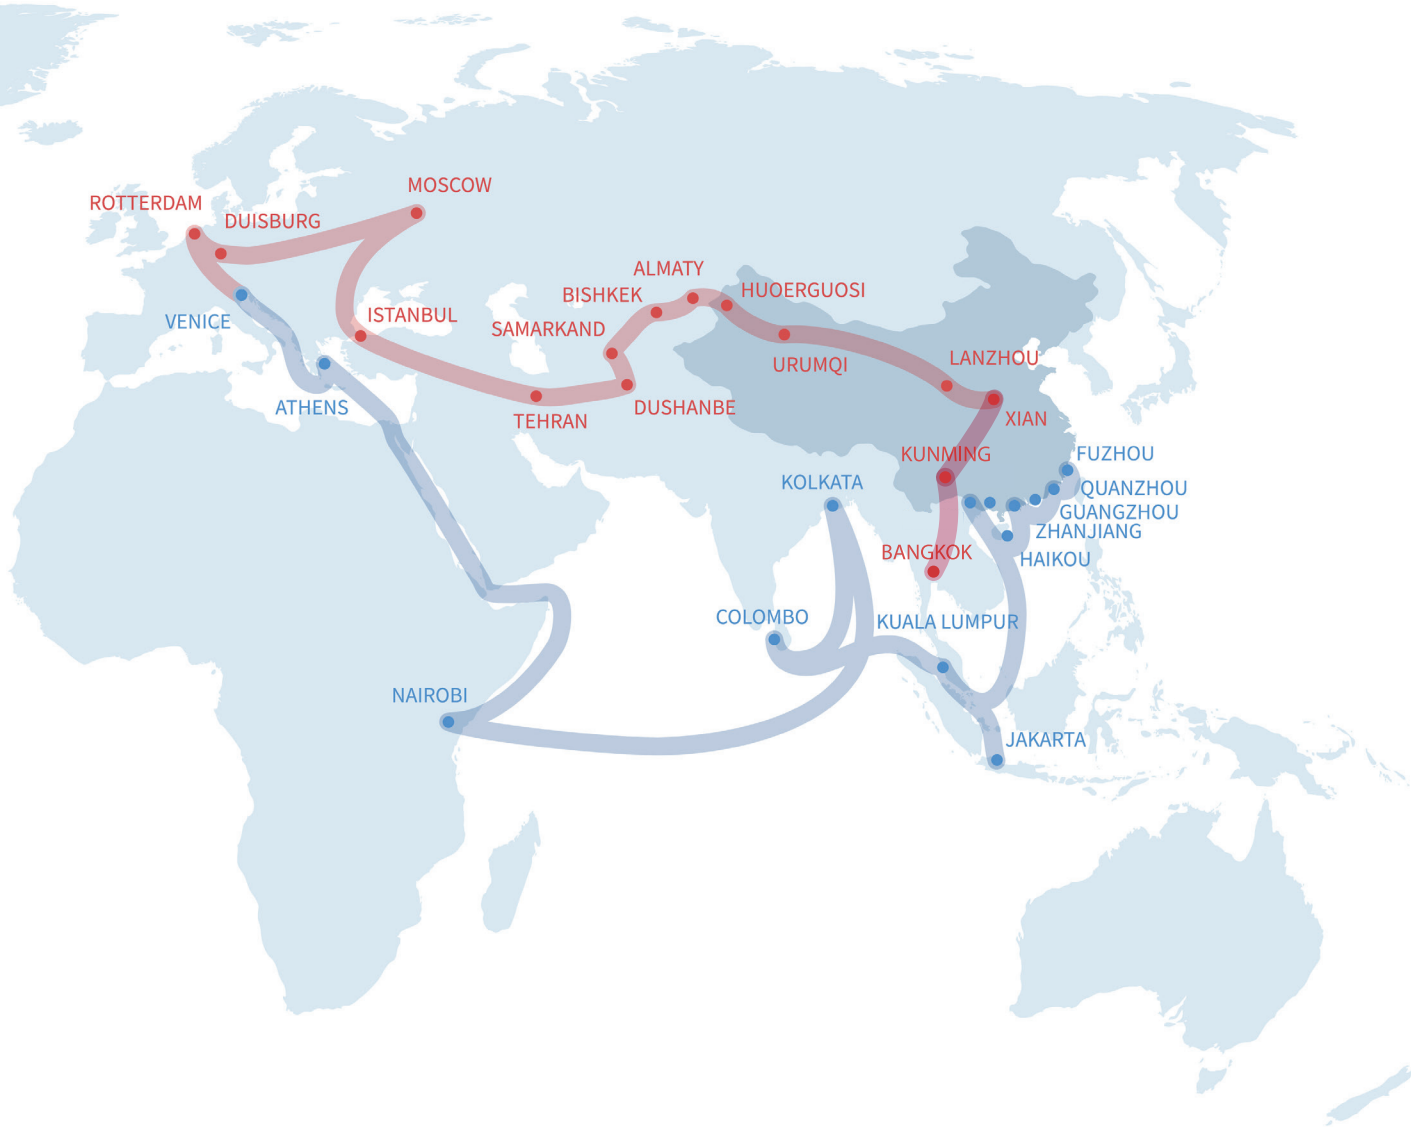 MOSCOW
ROTTERDAM
DUISBURG
ALMATY
HUOERGUOSI
BISHKEK
ISTANBUL
VENICE
SAMARKAND
LANZHOU
URUMQI
ATHENS
DUSHANBE
TEHRAN
XIAN
KUNMING
FUZHOU
KOLKATA
QUANZHOU
GUANGZHOU
ZHANJIANG
BANGKOK
HAIKOU
COLOMBO
KUALA LUMPUR
NAIROBI
JAKARTA